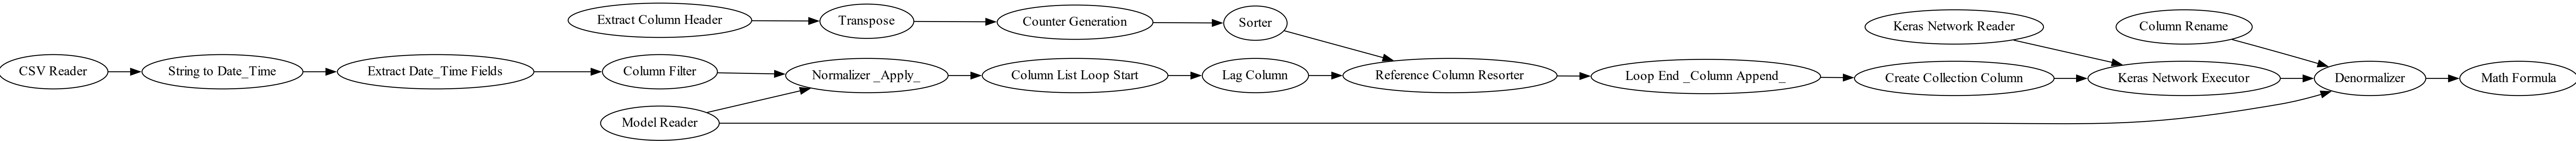 Extract Column Header
Transpose
Counter Generation
Sorter
Keras Network Reader
Column Rename
CSV Reader
String to Date_Time
Extract Date_Time Fields
Column Filter
Normalizer _Apply_
Column List Loop Start
Lag Column
Reference Column Resorter
Loop End _Column Append_
Create Collection Column
Keras Network Executor
Denormalizer
Math Formula
Model Reader